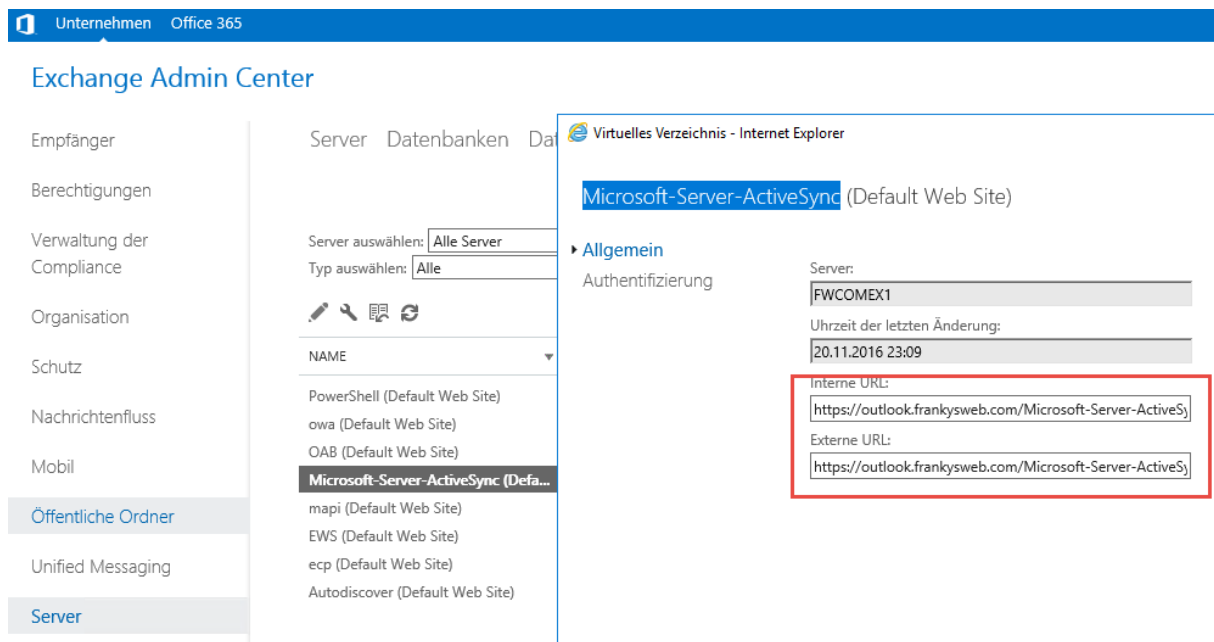 Unternehmen Office 365
Exchange Admin Center
Empfänger
Berechtigungen
Verwaltung der
Compliance
Organisation
Schutz
Nachrichtenfluss
Mobil
Öffentliche Ordner
Unified Messaging
Server
Server Datenbanken Dat
Server auswählen: Alle Server
Typ auswählen: Alle
NAME
PowerShell (Default Web Site)
owa (Default Web Site)
OAB (Default Web Site)
Microsoft-Server-ActiveSync (Defa...
mapi (Default Web Site)
EWS (Default Web Site)
ecp (Default Web Site)
Autodiscover (Default Web Site)
Virtuelles Verzeichnis - Internet Explorer
Microsoft-Server-ActiveSync (Default Web Site)
Allgemein
Authentifizierung
Server:
FWCOMEX1
Uhrzeit der letzten Änderung:
20.11.2016 23:09
Interne URL:
https://outlook.frankysweb.com/Microsoft-Server-ActiveSy
Externe URL:
https://outlook.frankysweb.com/Microsoft-Server-ActiveSy